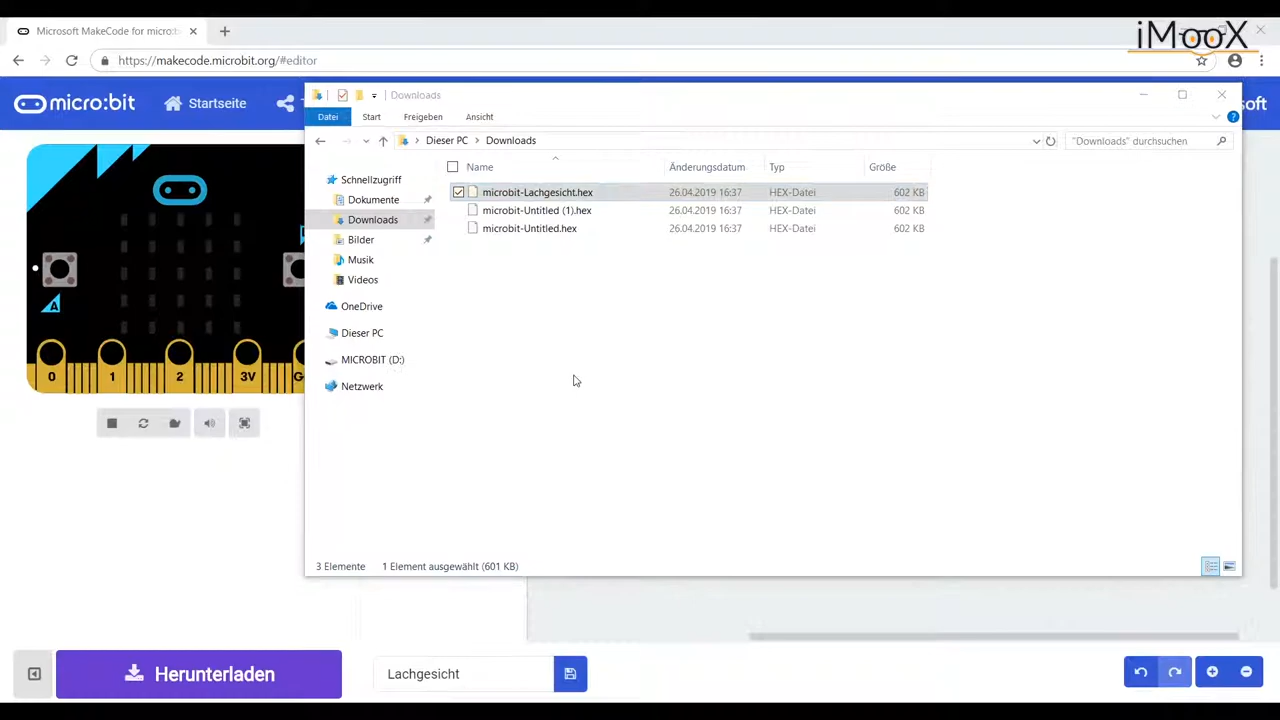 Microsoft MakeCode for micro:b
iMooX
https://makecode.microbit.org/#editor
micro:bit
Startseite
soft
Downloads
Datei
Start
Freigeben
Ansicht
Dieser PC
Downloads
"Downloads" durchsuchen
Name
Änderungsdatum
Typ
Größe
Schnellzugriff
Dokumente
Downloads
Bilder
Musik
Videos
OneDrive
Dieser PC
MICROBIT (D:)
Netzwerk
microbit-Lachgesicht.hex 26.04.2019 16:37 HEX-Datei 602 KB
microbit-Untitled (1).hex 26.04.2019 16:37 HEX-Datei 602 KB
microbit-Untitled.hex 26.04.2019 16:37 HEX-Datei 602 KB
A
0 1 2 3V G
3 Elemente
1 Element ausgewählt (601 KB)
Herunterladen
Lachgesicht